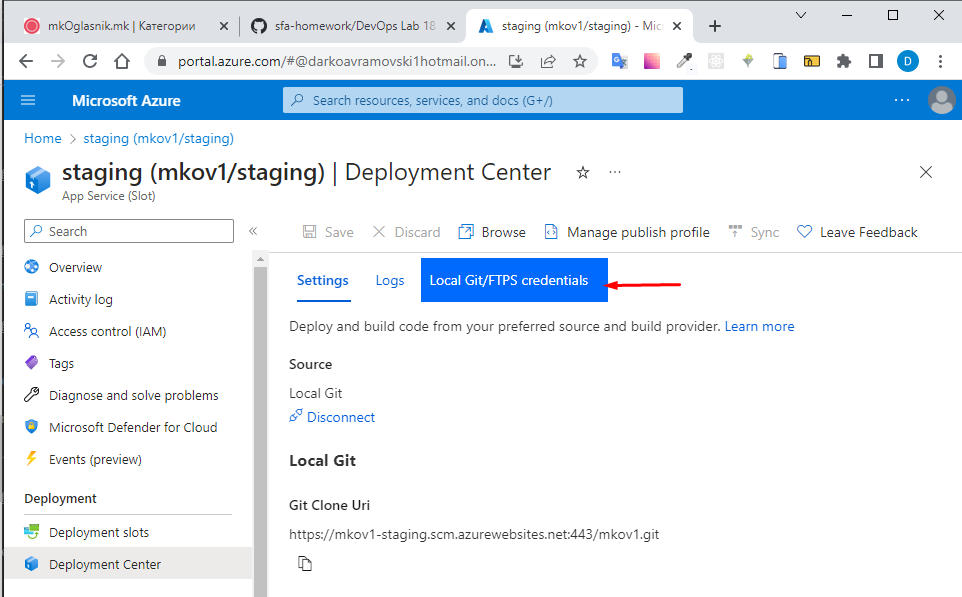 mkOglasnik.mk | Категории
sfa-homework/DevOps Lab 18
staging (mkov1/staging) - Mic
portal.azure.com/#@darkoavramovski1hotmail.on...
D
Microsoft Azure
Search resources, services, and docs (G+/)
Home > staging (mkov1/staging)
staging (mkov1/staging) | Deployment Center
App Service (Slot)
Search
Save
Discard
Browse
Manage publish profile
Sync
Leave Feedback
Overview
Activity log
Access control (IAM)
Tags
Diagnose and solve problems
Microsoft Defender for Cloud
Events (preview)
Deployment
Deployment slots
Deployment Center
Settings
Logs
Local Git/FTPS credentials
Deploy and build code from your preferred source and build provider. Learn more
Source
Local Git
Disconnect
Local Git
Git Clone Uri
https://mkov1-staging.scm.azurewebsites.net:443/mkov1.git